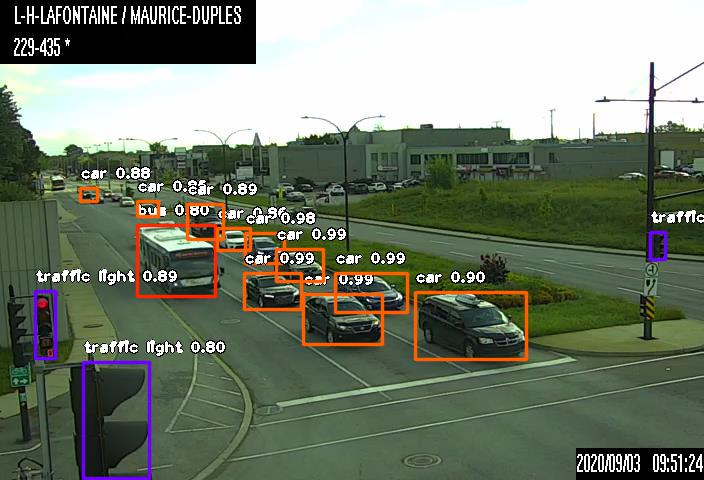 L-H-LAFONTAINE / MAURICE-DUPLES
229-435 *
car 0.88
car 0.89
bus 0.80
car 0.98
car 0.99
car 0.99
car 0.99
car 0.90
car 0.99
traffic light 0.89
traffic light 0.80
traffic
2020/09/03 09:51:24